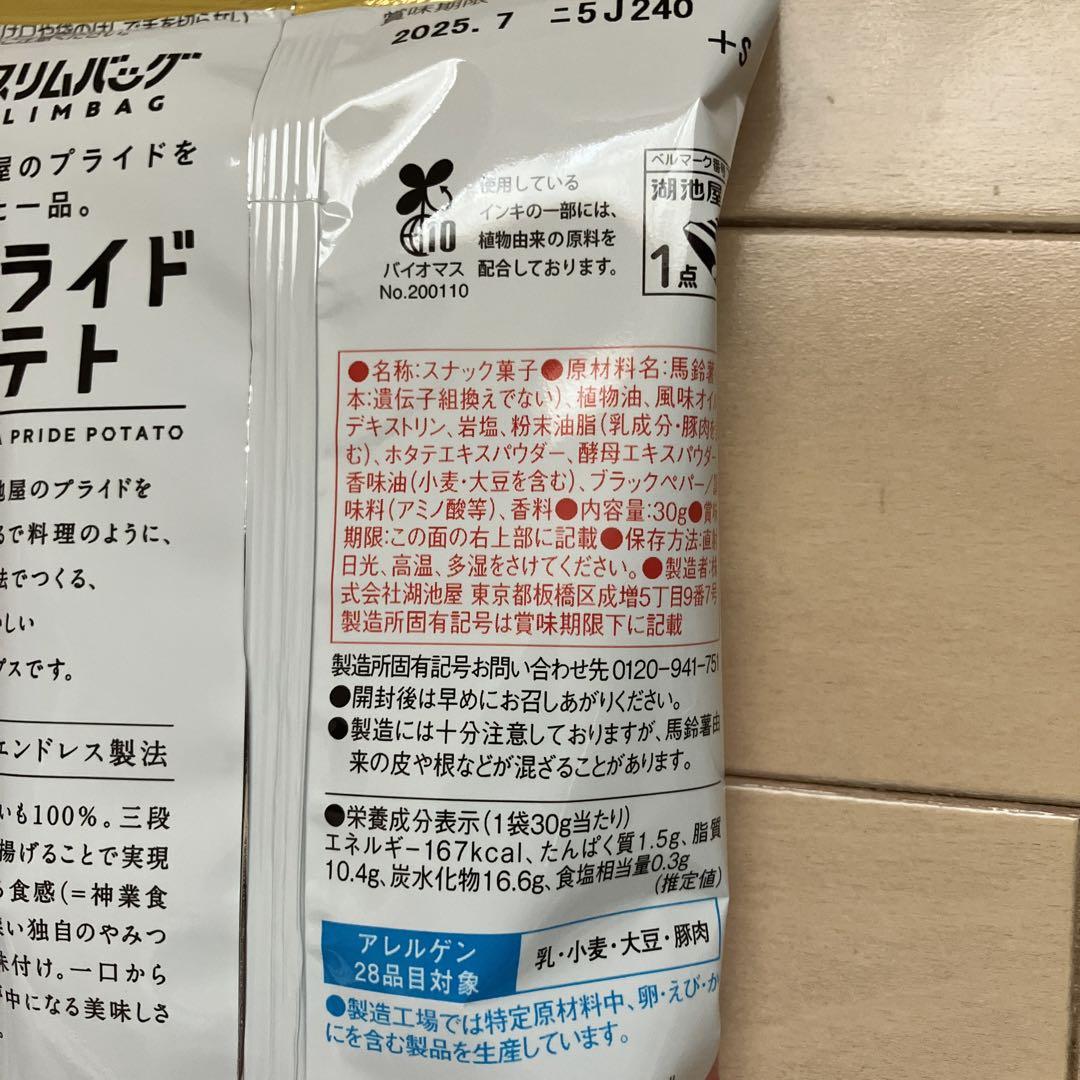 け口や袋のはしで手を切らない
スリムバッグ
LIMBAG
屋のプライドを
一品。
ライド
テト
PRIDE POTATO
池屋のプライドを
るで料理のように、
法でつくる、
しい
プスです。
エンドレス製法
いも100%。三段
揚げることで実現
る食感(=神業食
い独自のやみつ
味付け。一口から
中になる美味しさ
賞味期限
2025. 7 ニ5J240
+S
10
バイオマス
No.200110
使用している
インキの一部には、
植物由来の原料を
配合しております。
ベルマーク番号
湖池屋
1点
●名称:スナック菓子●原材料名:馬鈴薯
本:遺伝子組換えでない)、植物油、風味オイ
デキストリン、岩塩、粉末油脂(乳成分・豚肉を
む)、ホタテエキスパウダー、酵母エキスパウダー
香味油(小麦・大豆を含む)、ブラックペパー/
味料(アミノ酸等)、香料●内容量:30g●賞味
期限:この面の右上部に記載●保存方法:直射
日光、高温、多湿をさけてください。●製造者:株
式会社湖池屋 東京都板橋区成増5丁目9番7号
製造所固有記号は賞味期限下に記載
製造所固有記号お問い合わせ先 0120-941-751
●開封後は早めにお召しあがりください。
●製造には十分注意しておりますが、馬鈴薯由
来の皮や根などが混ざることがあります。
●栄養成分表示(1袋30g当たり)
エネルギー167kcal、たんぱく質1.5g、脂質
10.4g、炭水化物16.6g、食塩相当量0.3g
(推定値)
アレルゲン
28品目対象
乳・小麦・大豆・豚肉
●製造工場では特定原材料中、卵・えび・か
にを含む製品を生産しています。